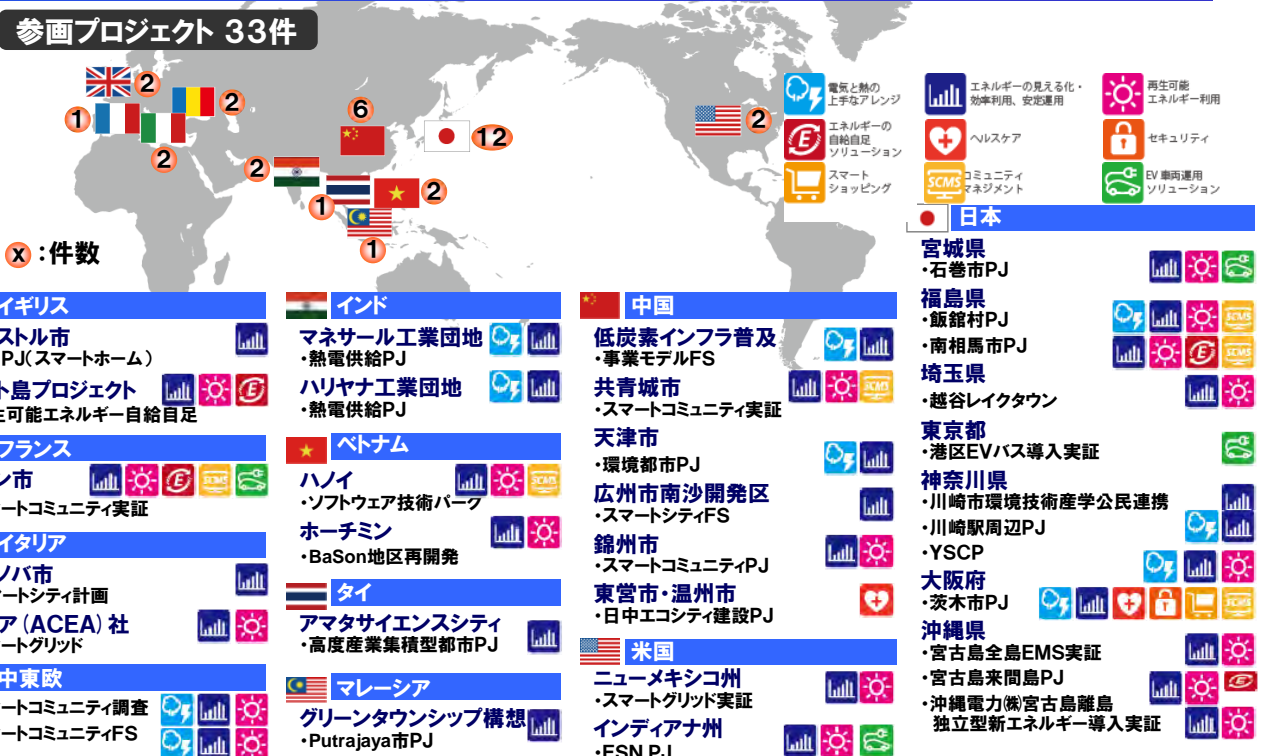 参画プロジェクト 33件
2
1
2
2
6
12
2
1
2
1
2
x :件数
電気と熱の
上手なアレンジ
エネルギーの見える化・
効率利用、安定運用
再生可能
エネルギー利用
エネルギーの
自給自足
ソリューション
ヘルスケア
セキュリティ
スマート
ショッピング
SCMS
コミュニティ
マネジメント
EV 車両運用
ソリューション
イギリス
ストル市
PJ(スマートホーム)
ト島プロジェクト
生可能エネルギー自給自足
フランス
ン市
ートコミュニティ実証
イタリア
ノバ市
ートシティ計画
ア(ACEA)社
ートグリッド
中東欧
ートコミュニティ調査
ートコミュニティFS
インド
マネサール工業団地
・熱電供給PJ
ハリヤナ工業団地
・熱電供給PJ
ベトナム
ハノイ
・ソフトウェア技術パーク
ホーチミン
・BaSon地区再開発
タイ
アマタサイエンスシティ
・高度産業集積型都市PJ
マレーシア
グリーンタウンシップ構想
・Putrajaya市PJ
中国
低炭素インフラ普及
・事業モデルFS
共青城市
・スマートコミュニティ実証
天津市
・環境都市PJ
広州市南沙開発区
・スマートシティFS
錦州市
・スマートコミュニティPJ
東営市・温州市
・日中エコシティ建設PJ
米国
ニューメキシコ州
・スマートグリッド実証
インディアナ州
・ESN PJ
日本
宮城県
・石巻市PJ
福島県
・飯舘村PJ
・南相馬市PJ
埼玉県
・越谷レイクタウン
東京都
・港区EVバス導入実証
神奈川県
・川崎市環境技術産学公民連携
・川崎駅周辺PJ
・YSCP
大阪府
・茨木市PJ
沖縄県
・宮古島全島EMS実証
・宮古島来間島PJ
・沖縄電力㈱宮古島離島
独立型新エネルギー導入実証